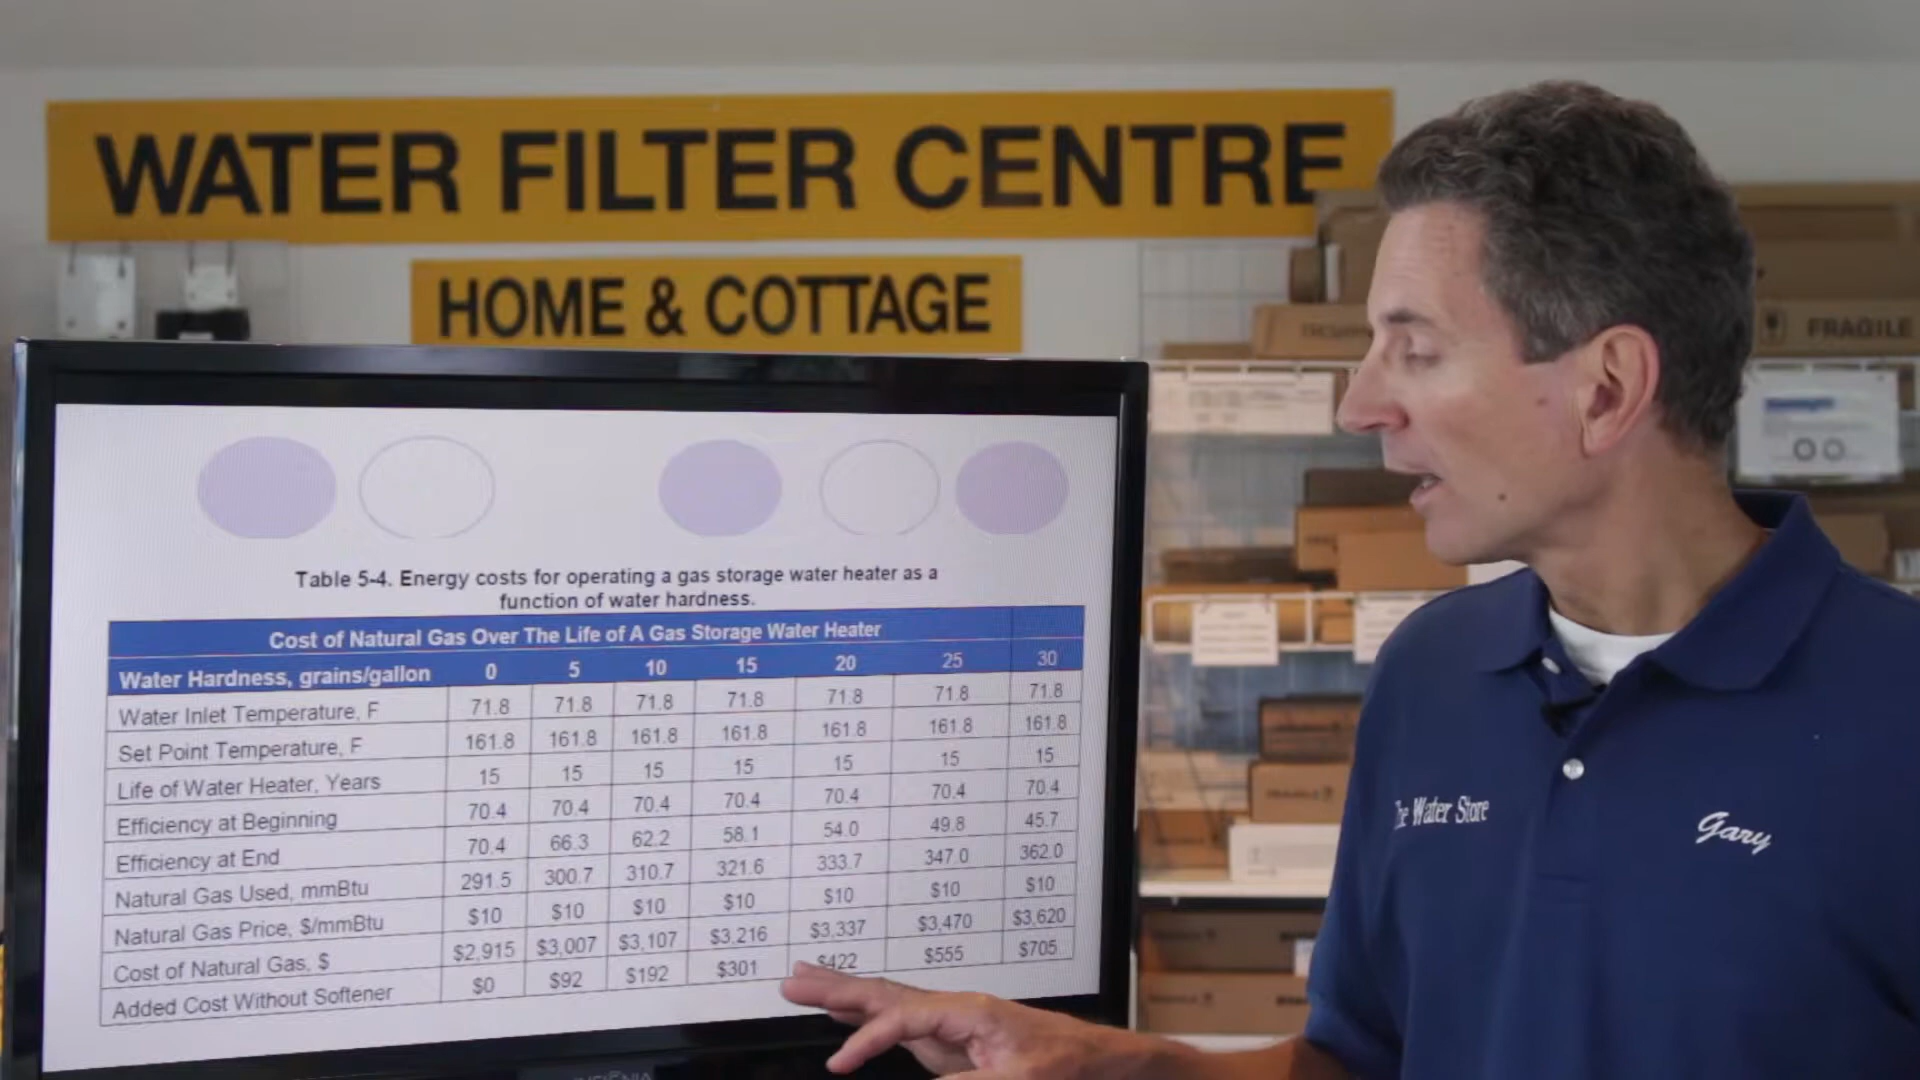 WATER FILTER CENTRE
HOME & COTTAGE
FRAGILE
Table 5-4. Energy costs for operating a gas storage water heater as a
function of water hardness.
Cost of Natural Gas Over The Life of A Gas Storage Water Heater
Water Hardness, grains/gallon 0 5 10 15 20 25 30
Water Inlet Temperature, F 71.8 71.8 71.8 71.8 71.8 71.8 71.8
Set Point Temperature, F 161.8 161.8 161.8 161.8 161.8 161.8 161.8
Life of Water Heater, Years 15 15 15 15 15 15 15
Efficiency at Beginning 70.4 70.4 70.4 70.4 70.4 70.4 70.4
Efficiency at End 70.4 66.3 62.2 58.1 54.0 49.8 45.7
Natural Gas Used, mmBtu 291.5 300.7 310.7 321.6 333.7 347.0 362.0
Natural Gas Price, $/mmBtu $10 $10 $10 $10 $10 $10 $10
Cost of Natural Gas, $ $2,915 $3,007 $3,107 $3,216 $3,337 $3,470 $3,620
Added Cost Without Softener $0 $92 $192 $301 $422 $555 $705
Water Store
Gary